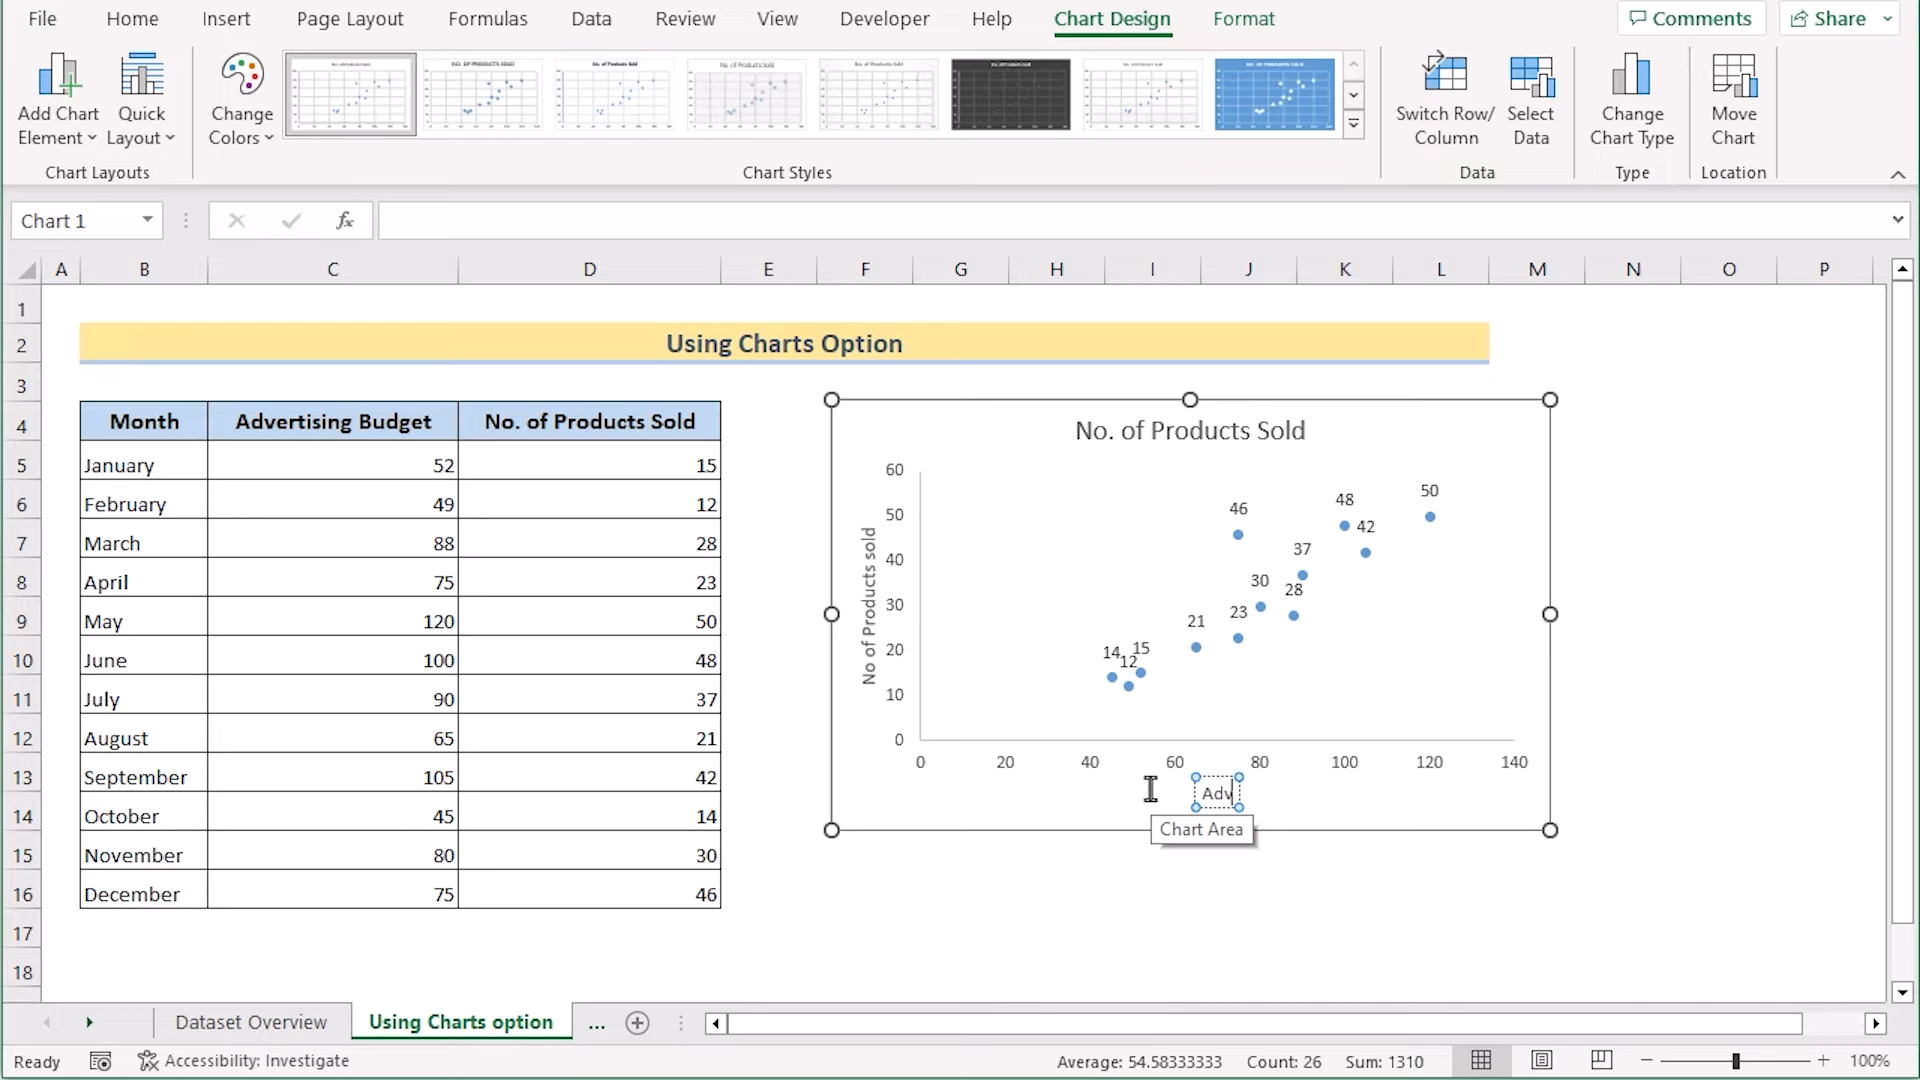 File Home Insert Page Layout Formulas Data Review View Developer Help Chart Design Format Comments Share
Add Chart Element
Quick Layout
Change Colors
Switch Row/ Column
Select Data
Change Chart Type
Move Chart
Chart Layouts Chart Styles Data Type Location
Chart 1 fx
A B C D E F G H I J K L M N O P
1
2 Using Charts Option
3
4 Month Advertising Budget No. of Products Sold
5 January 52 15
6 February 49 12
7 March 88 28
8 April 75 23
9 May 120 50
10 June 100 48
11 July 90 37
12 August 65 21
13 September 105 42
14 October 45 14
15 November 80 30
16 December 75 46
17
18
No. of Products Sold
No of Products sold
60
50
40
30
20
10
0
50
48
46
42
37
30
28
23
21
15
14
12
0 20 40 60 80 100 120 140
Adv
Chart Area
Dataset Overview Using Charts option ...
Ready Accessibility: Investigate Average: 54.58333333 Count: 26 Sum: 1310 100%